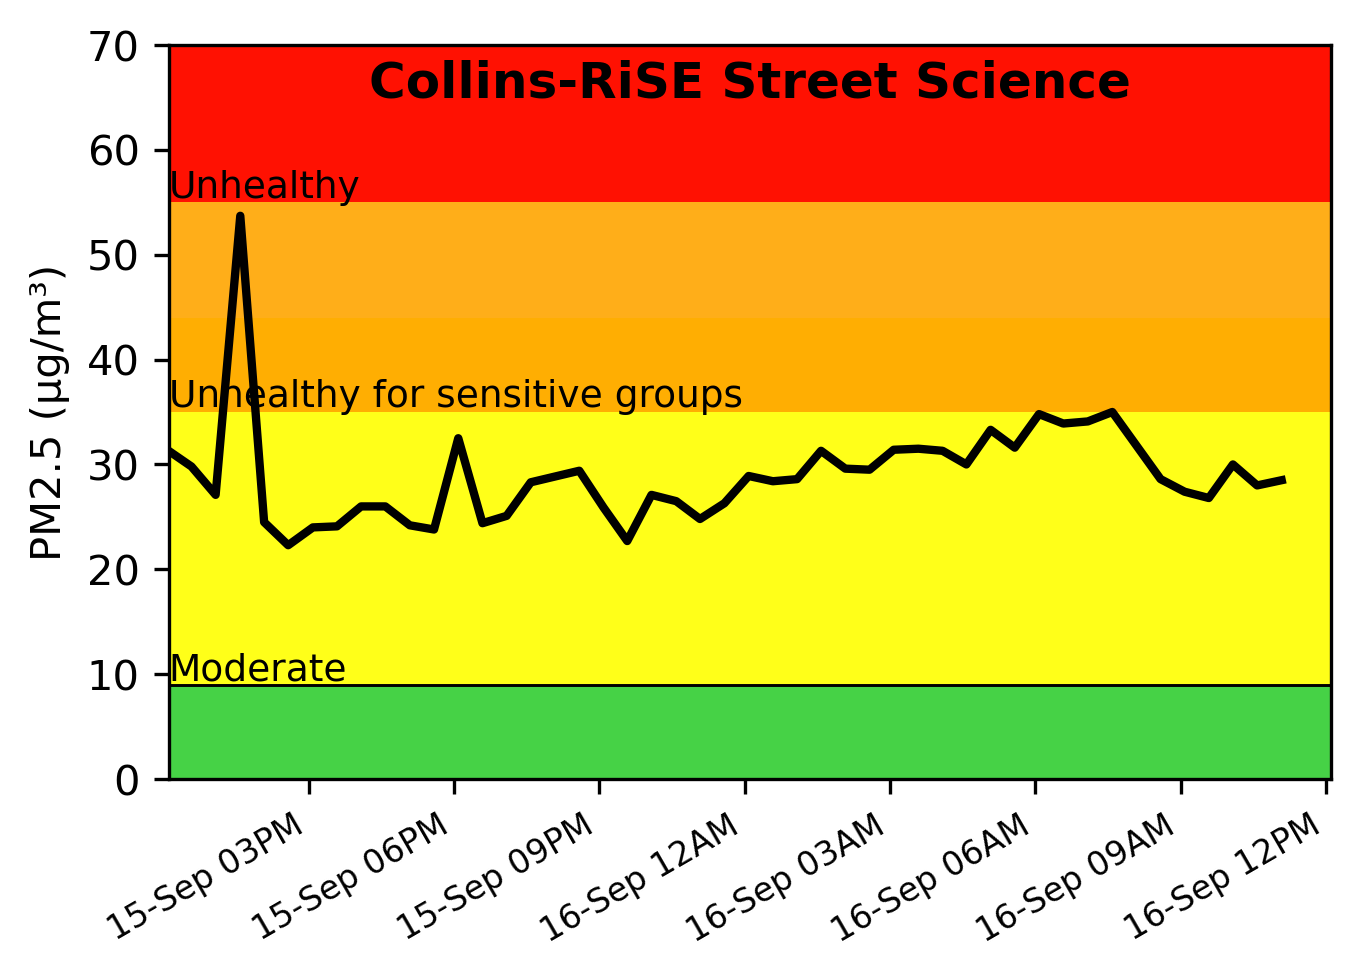 Collins-RiSE Street Science
70
60
50
40
30
20
10
0
PM2.5 (µg/m³)
Unhealthy
Unhealthy for sensitive groups
Moderate
15-Sep 03PM
15-Sep 06PM
15-Sep 09PM
16-Sep 12AM
16-Sep 03AM
16-Sep 06AM
16-Sep 09AM
16-Sep 12PM